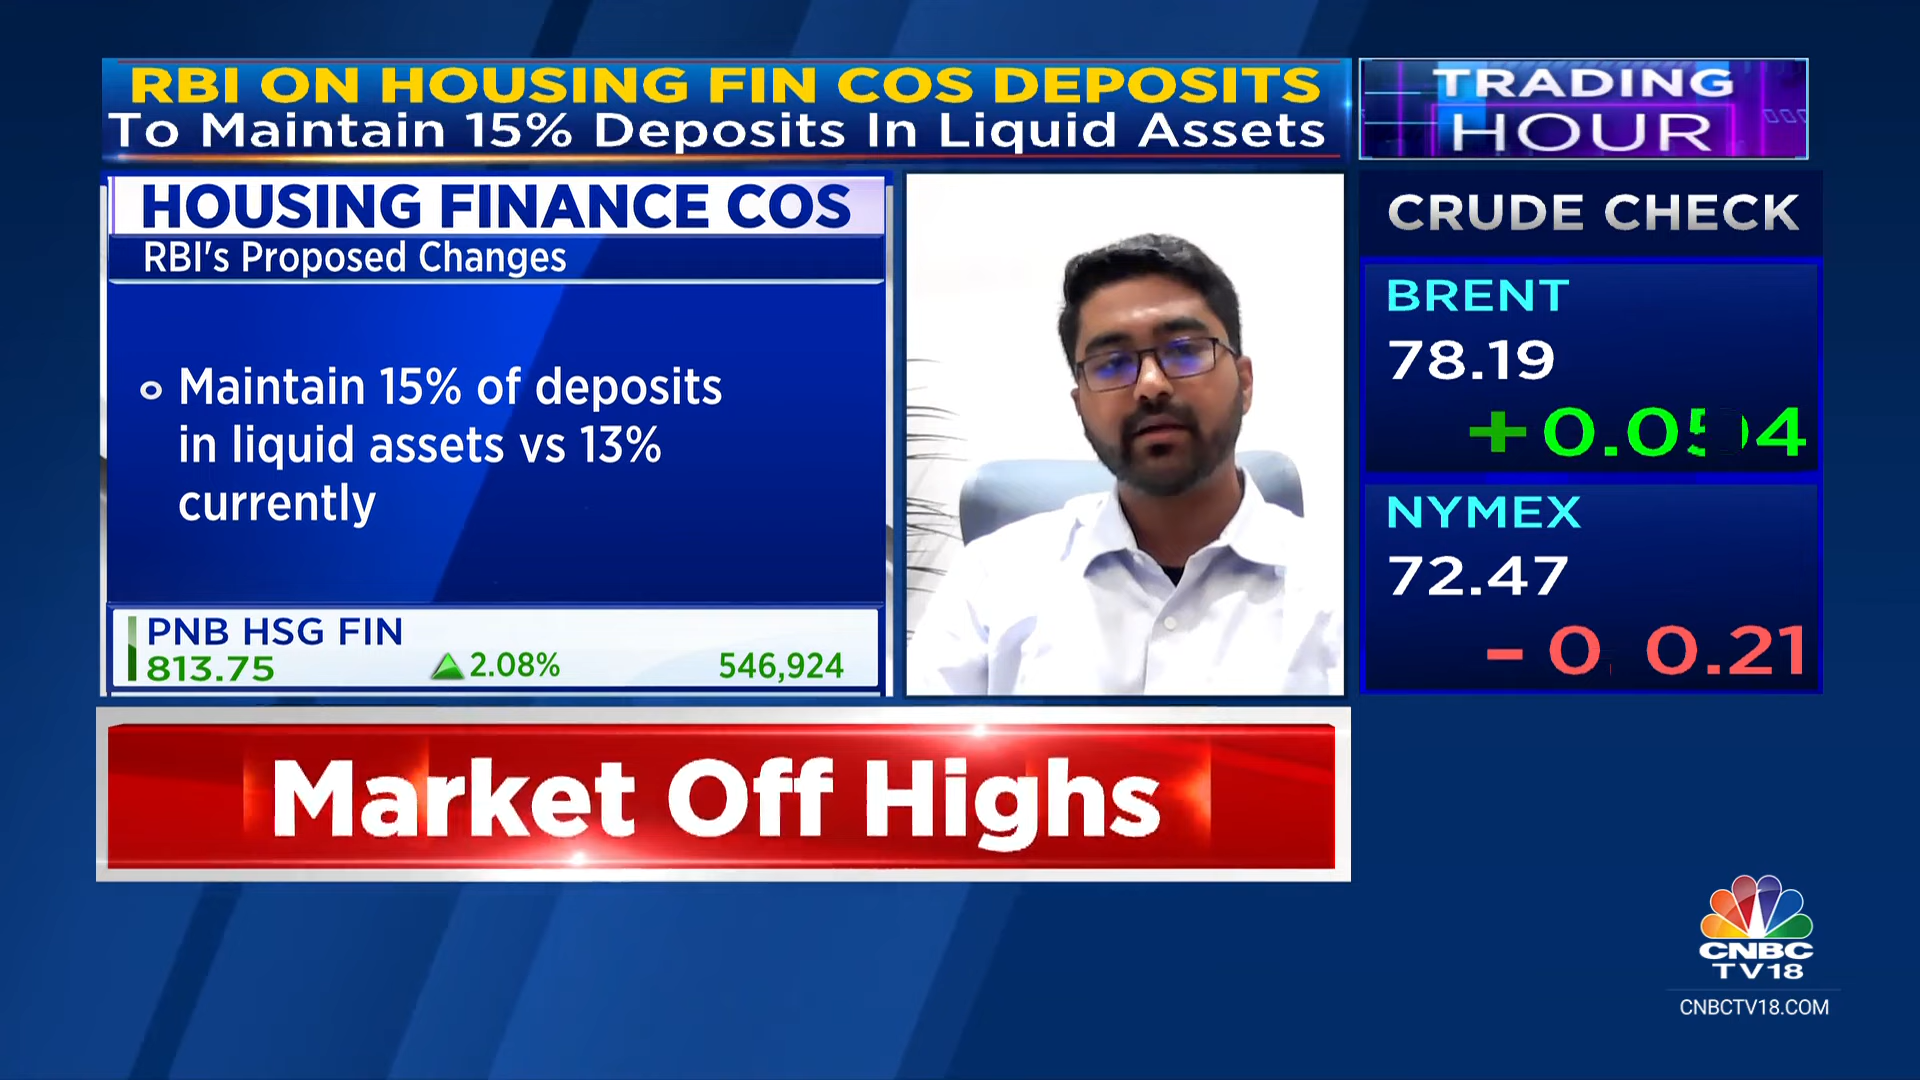 RBI ON HOUSING FIN COS DEPOSITS
To Maintain 15% Deposits In Liquid Assets
TRADING
HOUR
HOUSING FINANCE COS
RBI's Proposed Changes
Maintain 15% of deposits
in liquid assets vs 13%
currently
PNB HSG FIN
813.75 2.08% 546,924
CRUDE CHECK
BRENT
78.19
NYMEX
72.47
Market Off Highs
CNBC
TV18
CNBCTV18.COM